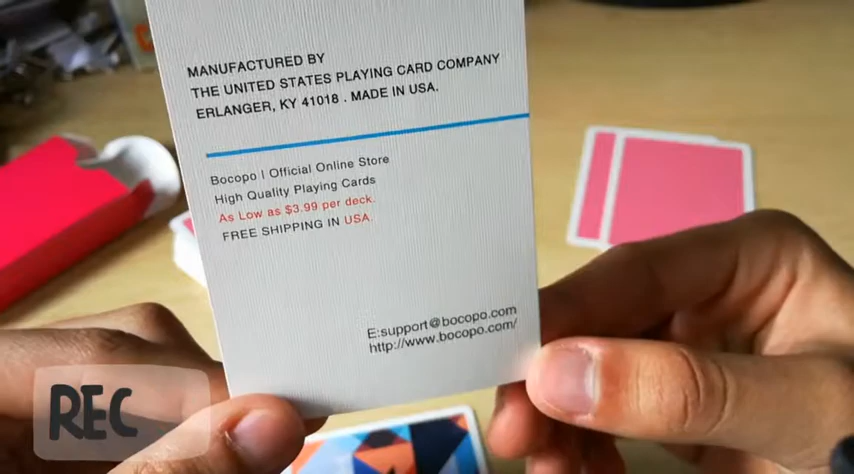 MANUFACTURED BY
THE UNITED STATES PLAYING CARD COMPANY
ERLANGER, KY 41018 . MADE IN USA.
Bocopo | Official Online Store
High Quality Playing Cards
As Low as $3.99 per deck.
FREE SHIPPING IN USA.
E:support@bocopo.com
http://www.bocopo.com/
REC